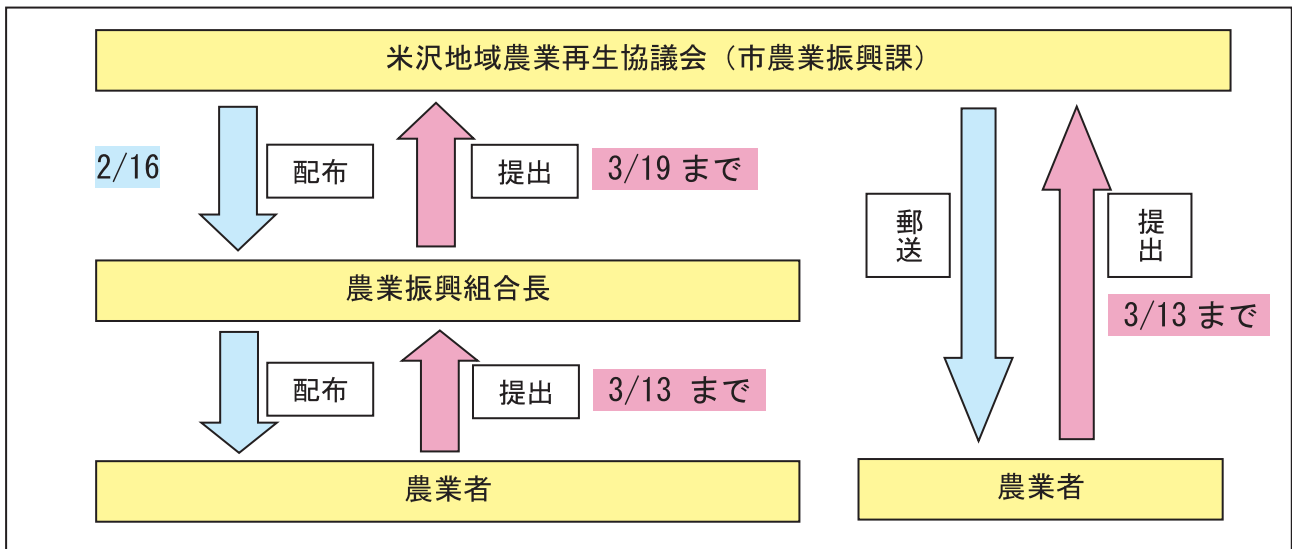 米沢地域農業再生協議会（市農業振興課）
2/16
配布
提出
3/19 まで
農業振興組合長
配布
提出
3/13 まで
農業者
郵送
提出
3/13 まで
農業者